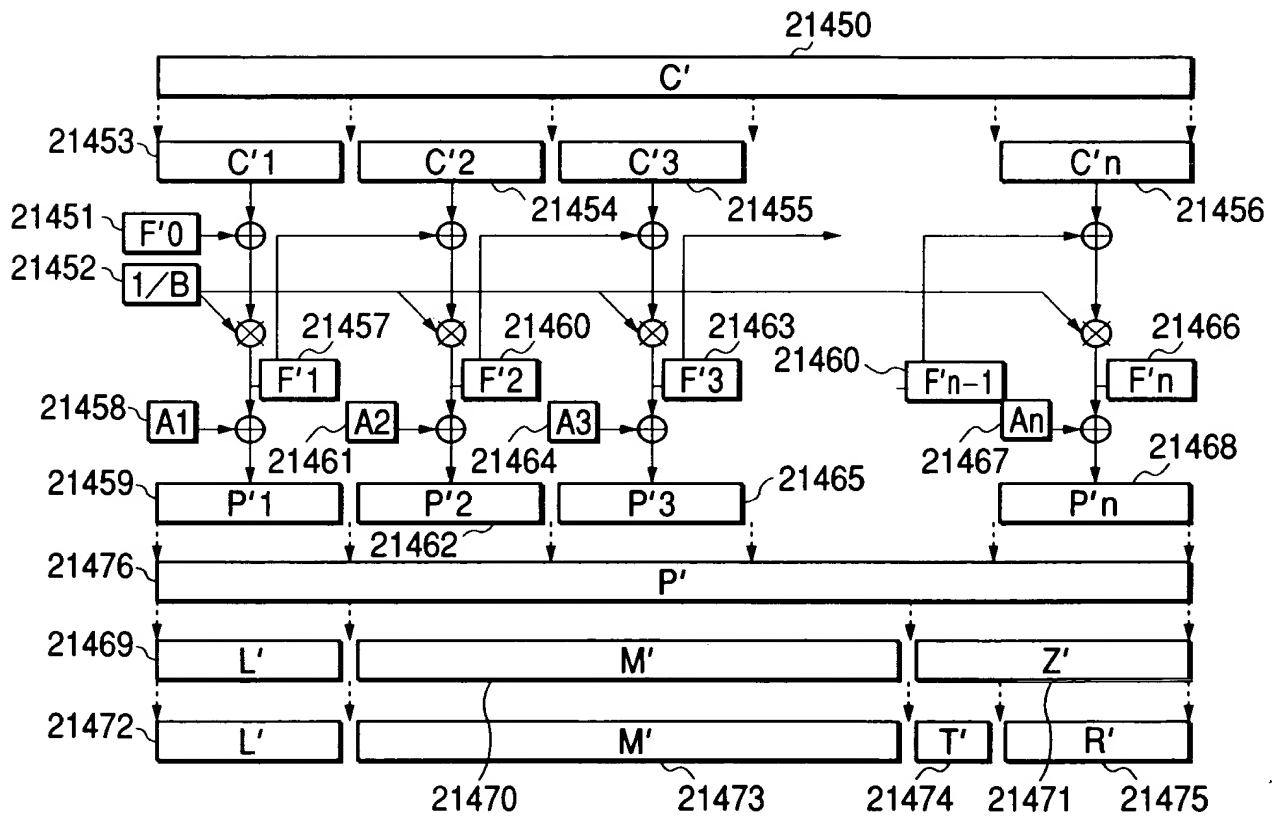 21450
C'
21453 C'1 C'2 C'3 C'n
21454 21455 21456
21451 F'0
21452 1/B
21457 21460 21463 21466
F'1 F'2 F'3 21460 F'n-1 F'n
21458 A1 A2 A3 An
21461 21464 21467 21468
21459 P'1 P'2 P'3 21465 P'n
21462
21476 P'
21469 L' M' Z'
21472 L' M' T' R'
21470 21473 21474 21471 21475